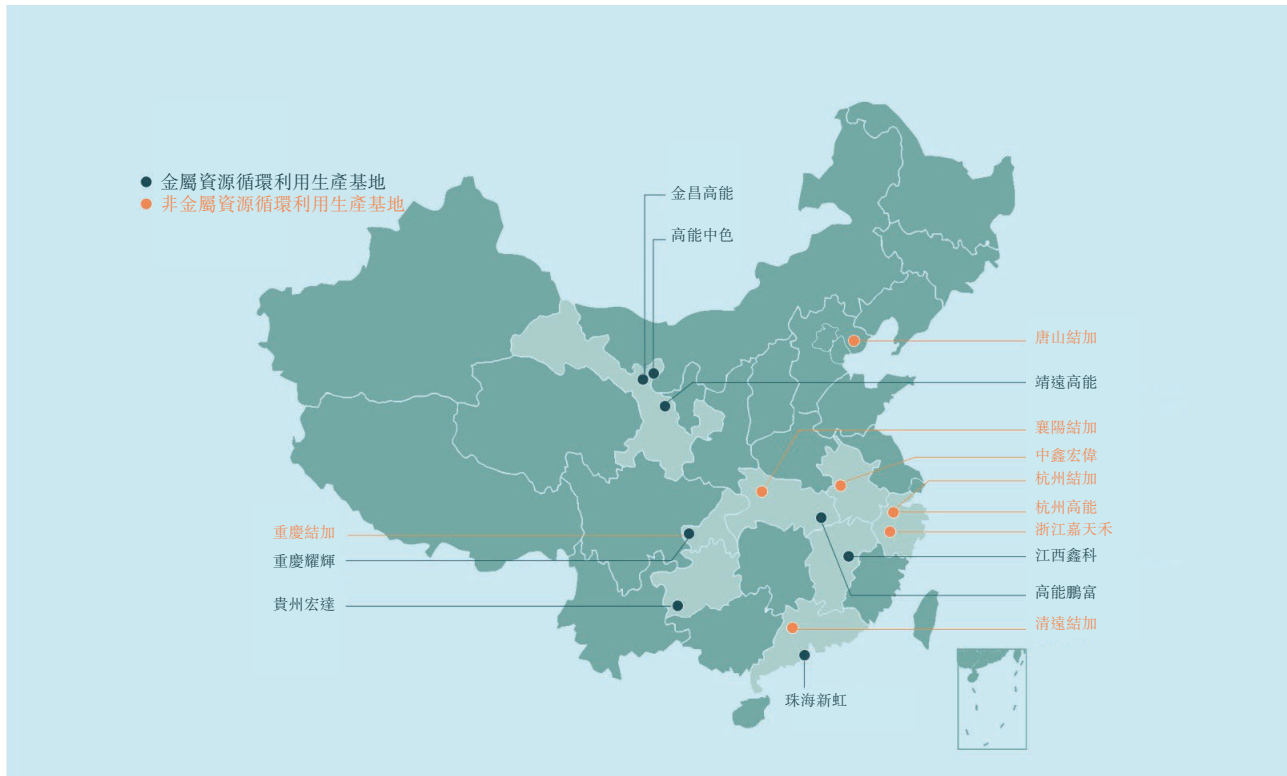 金屬資源循環利用生產基地
非金屬資源循環利用生產基地
金昌高能
高能中色
唐山結加
靖遠高能
襄陽結加
中鑫宏偉
杭州結加
杭州高能
浙江嘉天禾
江西鑫科
高能鵬富
清遠結加
重慶結加
重慶耀輝
貴州宏達
珠海新虹